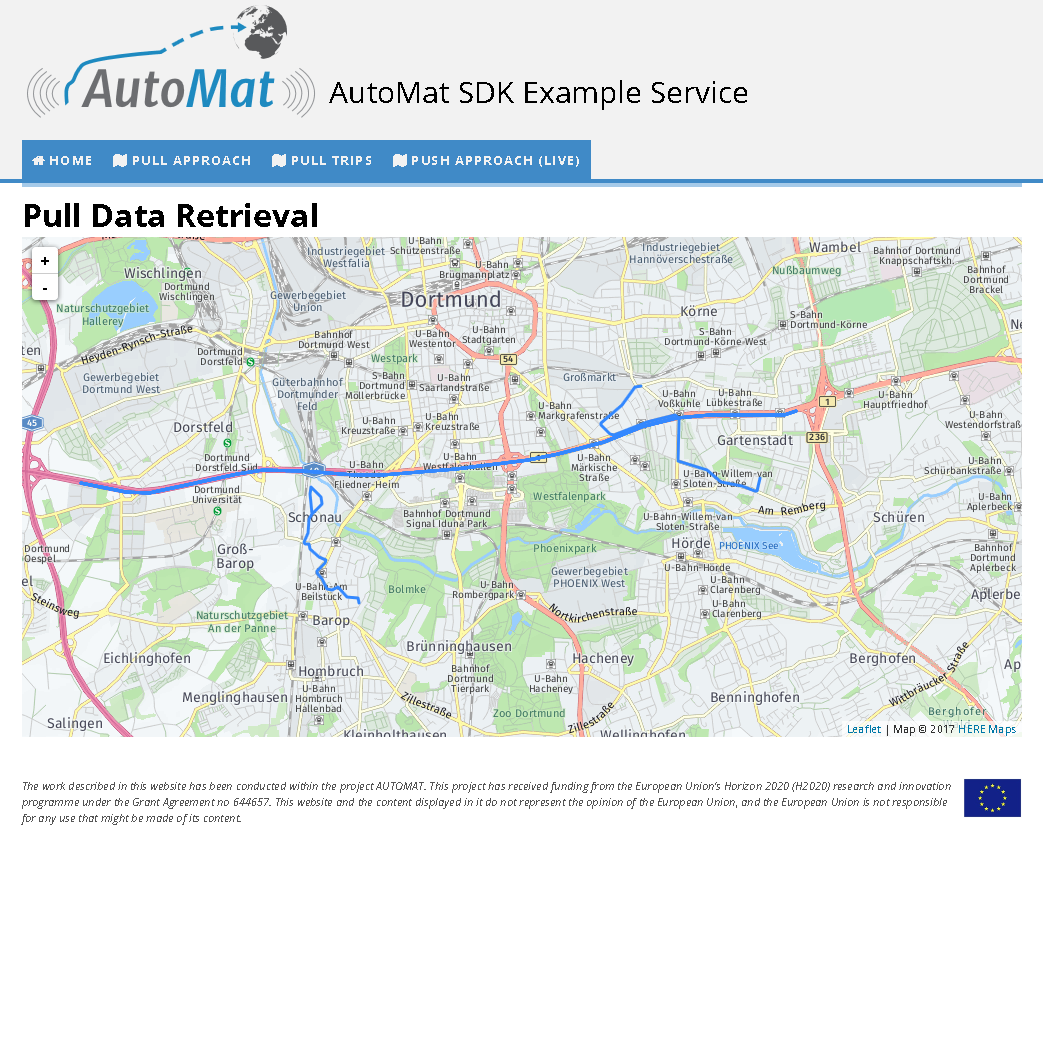 AutoMat
AutoMat SDK Example Service
HOME
PULL APPROACH
PULL TRIPS
PUSH APPROACH (LIVE)
Pull Data Retrieval
+
-
Wischlingen
Dortmund
Wischlingen
Naturschutzgebiet
Hallerey
Heyden-Rynsch-Straße
Gewerbegebiet
Dortmund West
Dortmund
Dorstfeld
Industriegebiet
Westfalia
Gewerbegebiet
Union
Bahnhof
Dortmund West
U-Bahn
Schützenstraße
U-Bahn
Brügmannplatz
Dortmund
U-Bahn
Westentor
U-Bahn
Stadtgarten
54
Industriegebiet
Hannöverschestraße
Wambel
Nußbaumweg
Bahnhof Dortmund
Knappschaftskh.
Bahnhof
Dortmund
Brackel
Körne
S-Bahn
Dortmund-Körne
S-Bahn
Dortmund-Körne-West
Westpark
Güterbahnhof
Dortmunder
Feld
S-Bahn
Dortmund
Möllerbrücke
U-Bahn
Saarlandstraße
Großmarkt
U-Bahn
Markgrafenstraße
U-Bahn
Voßkuhle
U-Bahn
Lübkestraße
1
U-Bahn
Hauptfriedhof
U-Bahn
Westendorfstraß
45
Dorstfeld
U-Bahn
Kreuzstraße
U-Bahn
Kreuzstraße
Gartenstadt
236
Dortmund
Dorstfeld Süd
U-Bahn
Westfalenhallen
U-Bahn
Fliedner-Heim
U-Bahn
Märkische
Straße
U-Bahn-Willem-van
Sloten-Straße
U-Bahn
Schürbankstraße
Dortmund
Universität
Westfalenpark
Am Remberg
U-Bahn
Aplerbeck
Schönau
Bahnhof Dortmund
Signal Iduna Park
U-Bahn-Willem-van
Sloten-Straße
Schüren
Dortmund
Oespel
Groß-
Barop
Phoenixpark
Hörde
PHOENIX See
Bahnhof
Dortmund
Aplerbeck
U-Bahn-Hörde
Gewerbegebiet
PHOENIX West
U-Bahn
Clarenberg
U-Bahn
Clarenberg
U-Bahn-Am
Beilstück
Bolmke
U-Bahn
Rombergpark
Aplerbe
Steinsweg
Naturschutzgebiet
An der Panne
Barop
Nortkirchenstraße
Eichlinghofen
Brünninghausen
Hacheney
Berghofen
Hombruch
Bahnhof
Dortmund
Tierpark
U-Bahn
Hacheney
Wittbräucker Straße
Menglinghausen
U-Bahn
Hombruch
Hallenbad
Zillestraße
Benninghofen
Zoo Dortmund
Zillestraße
Berghofer
Salingen
Kleinholthausen
Wellinghofen
Leaflet | Map © 2017 HERE Maps
The work described in this website has been conducted within the project AUTOMAT. This project has received funding from the European Union's Horizon 2020 (H2020) research and innovation
programme under the Grant Agreement no 644657. This website and the content displayed in it do not represent the opinion of the European Union, and the European Union is not responsible
for any use that might be made of its content.